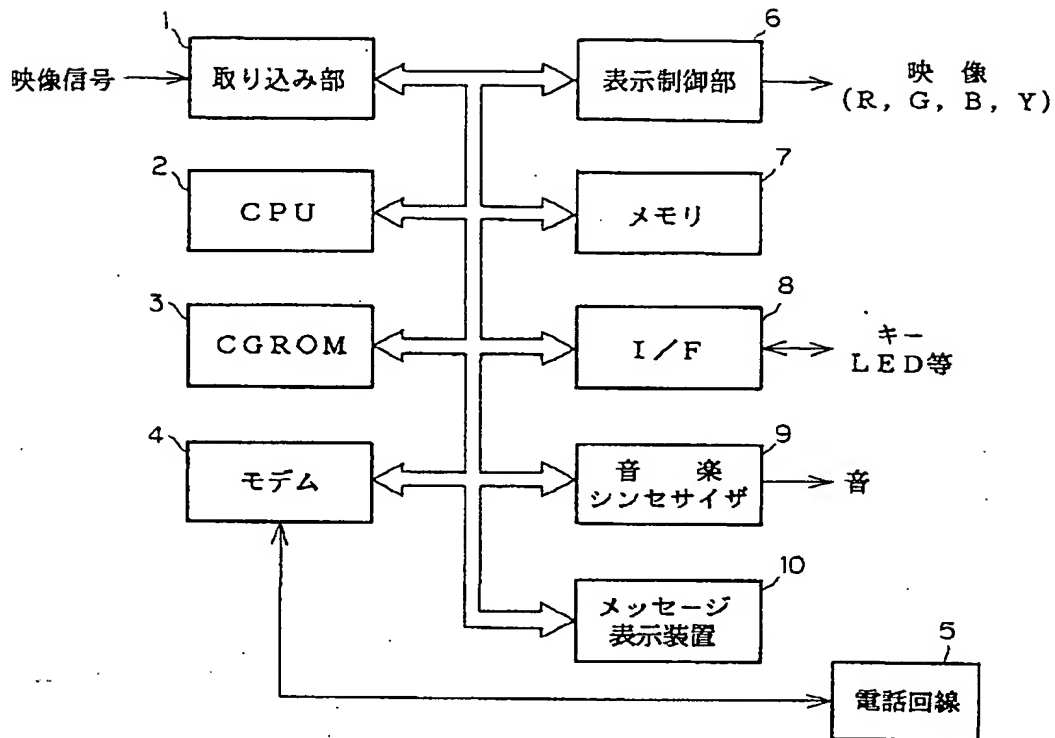 1
取り込み部
映像信号
6
表示制御部
映 像
(R, G, B, Y)
2
CPU
7
メモリ
3
CGROM
8
I/F
キー
LED等
4
モデム
9
音 楽
シンセサイザ
音
10
メッセージ
表示装置
5
電話回線